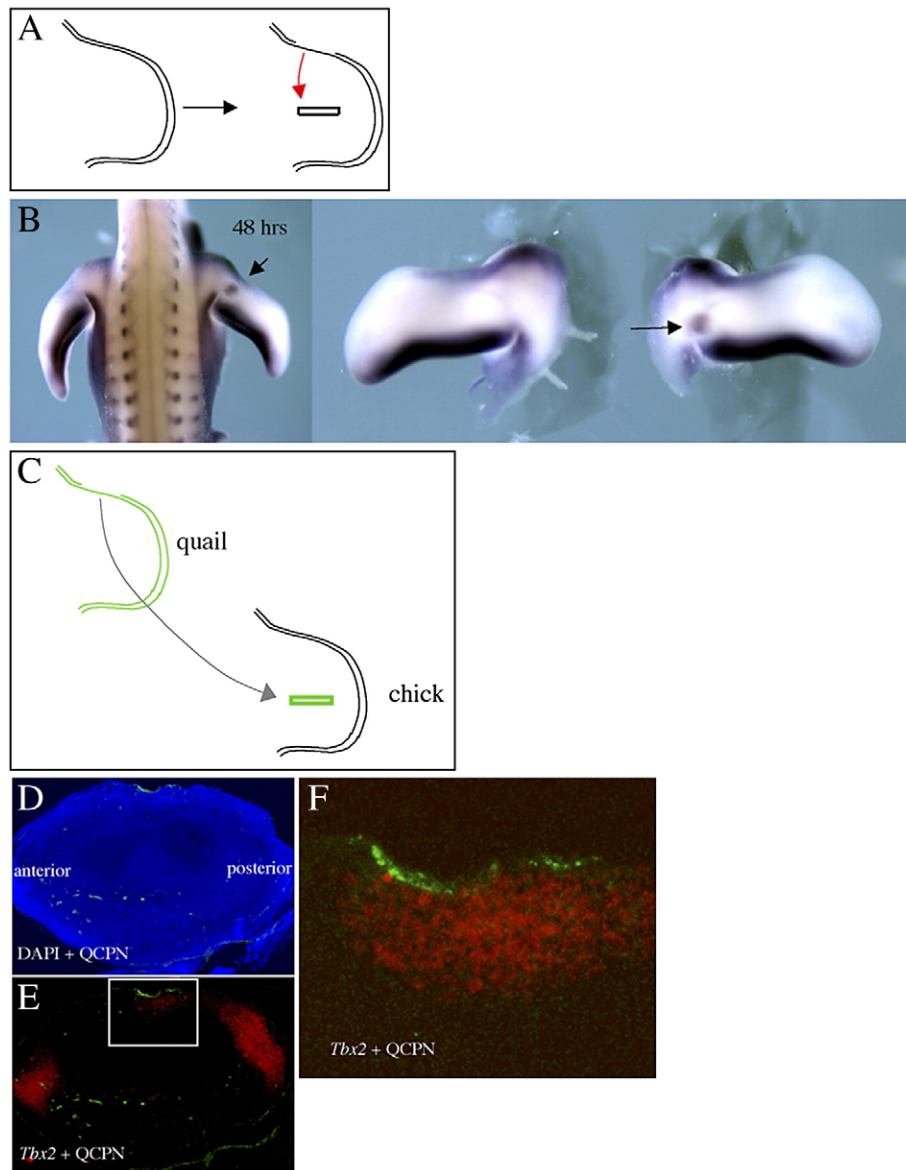 A
B
48 hrs
C
quail
chick
D
anterior
posterior
DAPI + QCPN
E
Tbx2 + QCPN
F
Tbx2 + QCPN